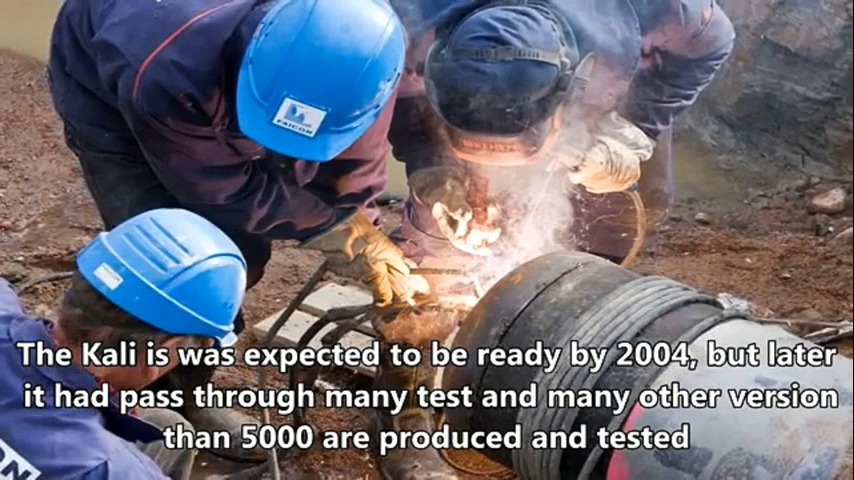 FAICON
The Kali is was expected to be ready by 2004, but later
it had pass through many test and many other version
than 5000 are produced and tested